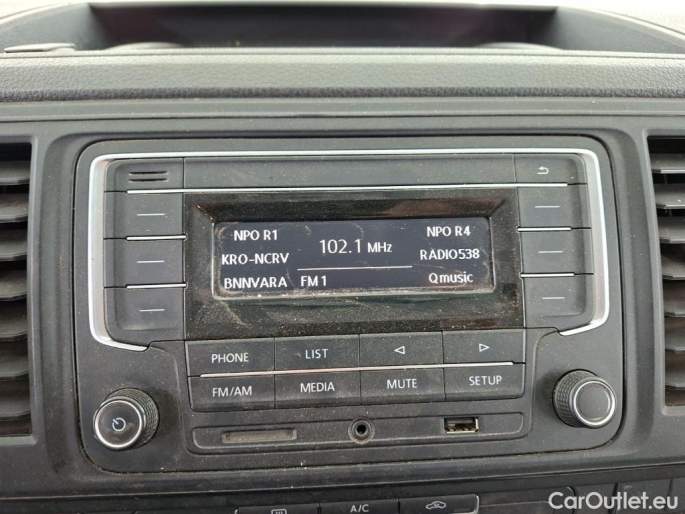 NPO R1
NPO R4
102.1 MHz
KRO-NCRV
RADIO538
BNNVARA
FM1
Qmusic
PHONE
LIST
FM/AM
MEDIA
MUTE
SETUP
A/C
CarOutlet.eu